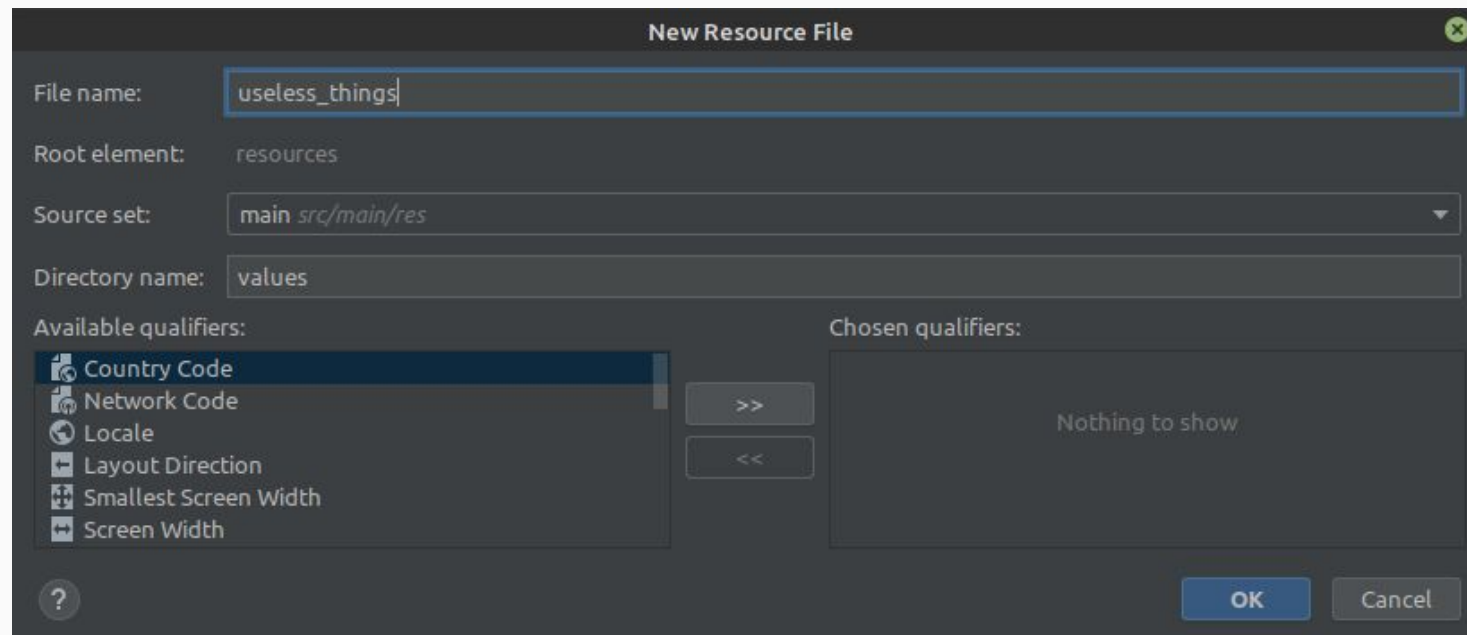 New Resource File
File name: useless_things
Root element: resources
Source set: main src/main/res
Directory name: values
Available qualifiers: Chosen qualifiers:
Country Code
Network Code
Locale
Layout Direction
Smallest Screen Width
Screen Width
>>
<<
Nothing to show
? OK Cancel